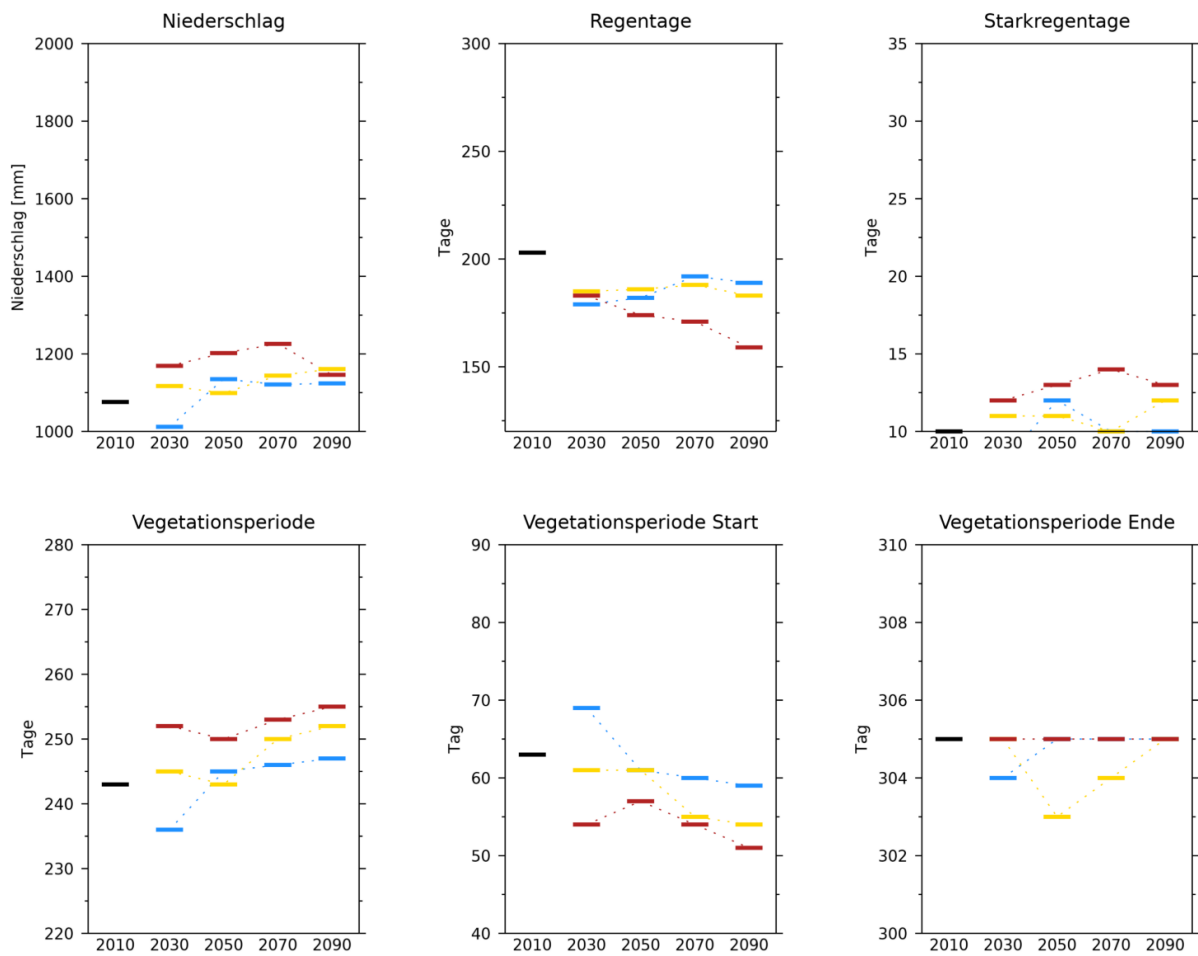 Niederschlag
Niederschlag [mm]
2000
1800
1600
1400
1200
1000
2010 2030 2050 2070 2090
Regentage
Tage
300
250
200
150
2010 2030 2050 2070 2090
Starkregentage
Tage
35
30
25
20
15
10
2010 2030 2050 2070 2090
Vegetationsperiode
Tage
280
270
260
250
240
230
220
2010 2030 2050 2070 2090
Vegetationsperiode Start
Tag
90
80
70
60
50
40
2010 2030 2050 2070 2090
Vegetationsperiode Ende
Tag
310
308
306
304
302
300
2010 2030 2050 2070 2090